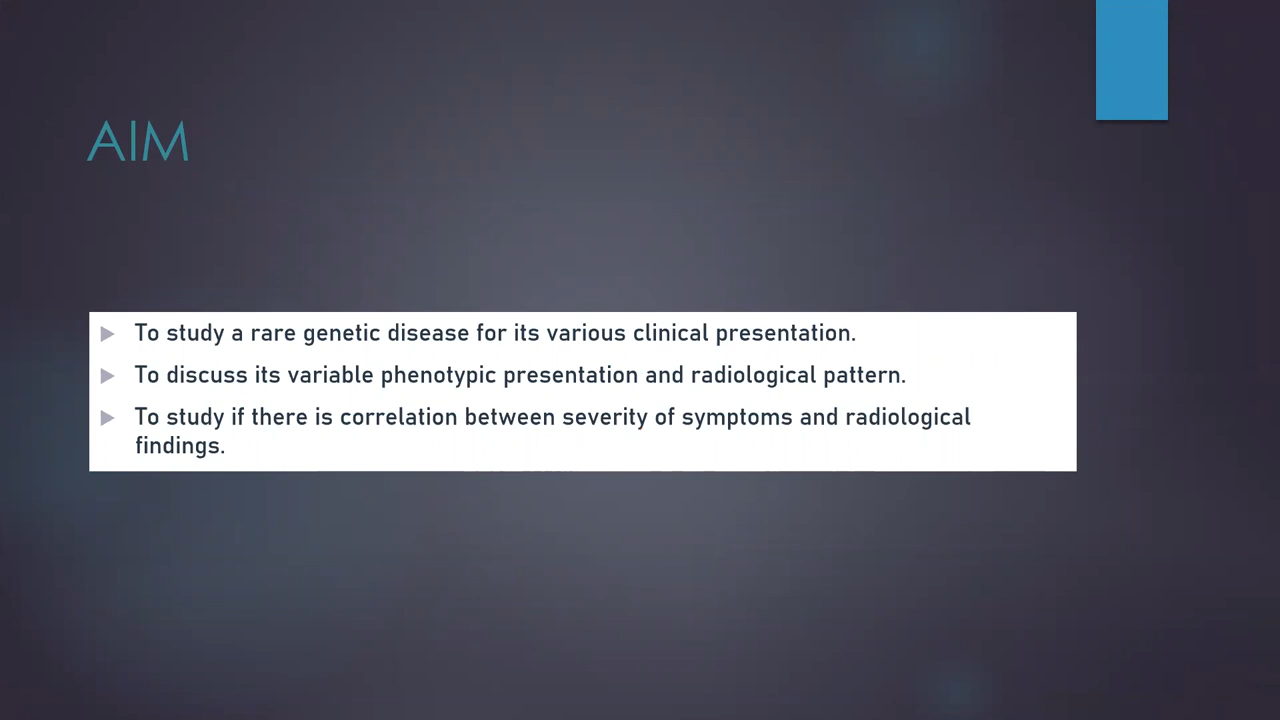 AIM
To study a rare genetic disease for its various clinical presentation.
To discuss its variable phenotypic presentation and radiological pattern.
To study if there is correlation between severity of symptoms and radiological
findings.